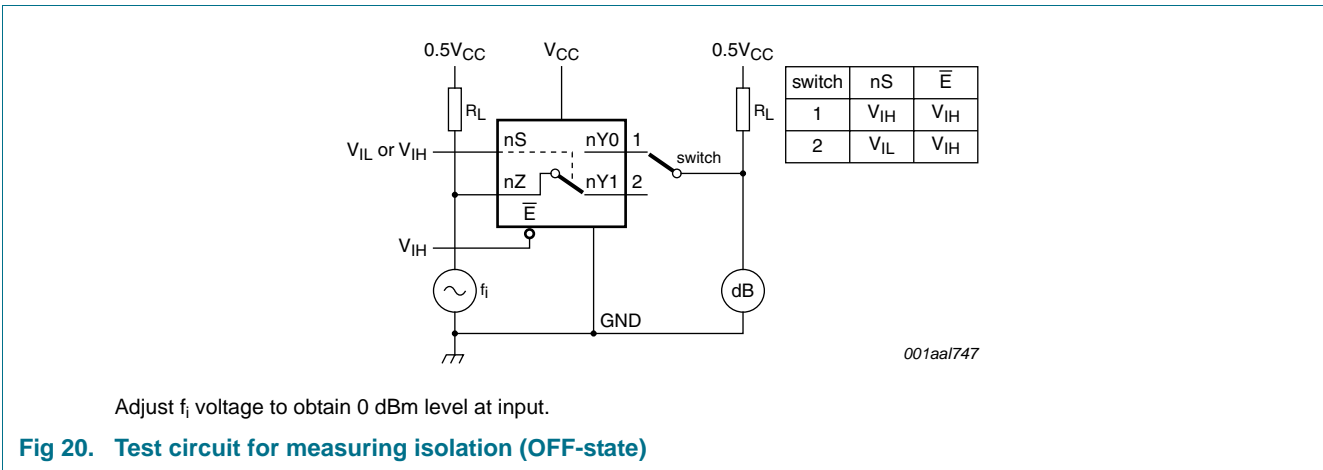 0.5VCC VCC 0.5VCC
switch nS E̅
RL RL
1 VIH VIH
nS nY0 1
VIL or VIH
switch
2 VIL VIH
nZ nY1 2
E̅
VIH
fi dB
GND
001aal747
Adjust fi voltage to obtain 0 dBm level at input.
Fig 20. Test circuit for measuring isolation (OFF-state)